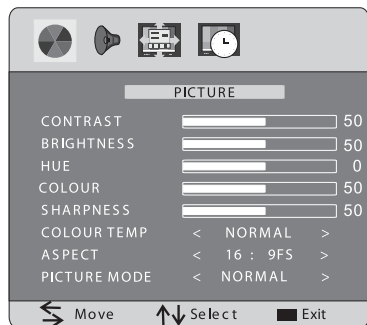 PICTURE
CONTRAST 50
BRIGHTNESS 50
HUE 0
COLOUR 50
SHARPNESS 50
COLOUR TEMP < NORMAL >
ASPECT < 16 : 9FS >
PICTURE MODE < NORMAL >
Move Select Exit